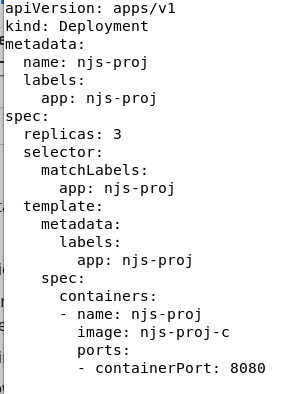 apiVersion: apps/v1
kind: Deployment
metadata:
  name: njs-proj
  labels:
    app: njs-proj
spec:
  replicas: 3
  selector:
    matchLabels:
      app: njs-proj
  template:
    metadata:
      labels:
        app: njs-proj
    spec:
      containers:
      - name: njs-proj
        image: njs-proj-c
        ports:
        - containerPort: 8080